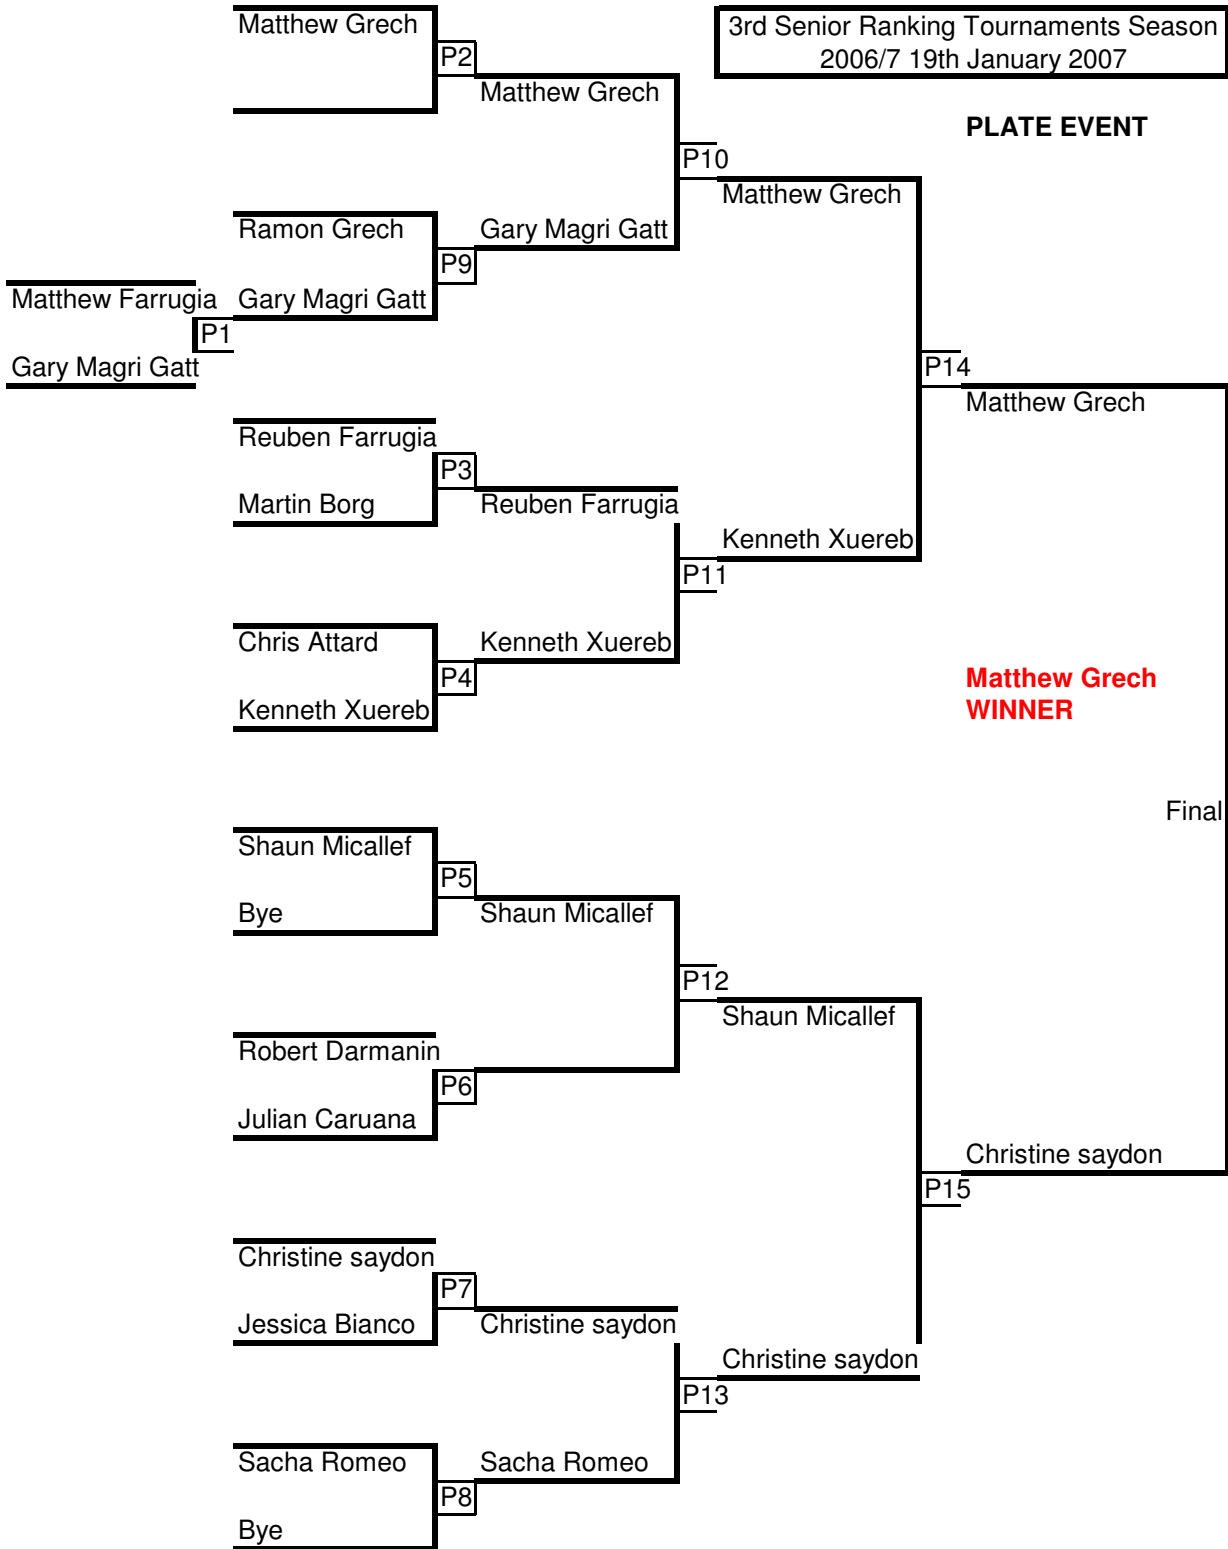 Matthew Grech
3rd Senior Ranking Tournaments Season
2006/7 19th January 2007
P2
Matthew Grech
PLATE EVENT
P10
Matthew Grech
Ramon Grech
Gary Magri Gatt
P9
Matthew Farrugia
Gary Magri Gatt
P1
Gary Magri Gatt
P14
Matthew Grech
Reuben Farrugia
P3
Martin Borg
Reuben Farrugia
Kenneth Xuereb
P11
Chris Attard
Kenneth Xuereb
P4
Kenneth Xuereb
Matthew Grech
WINNER
Final
Shaun Micallef
P5
Bye
Shaun Micallef
P12
Shaun Micallef
Robert Darmanin
P6
Julian Caruana
Christine saydon
P15
Christine saydon
P7
Jessica Bianco
Christine saydon
Christine saydon
P13
Sacha Romeo
Sacha Romeo
P8
Bye